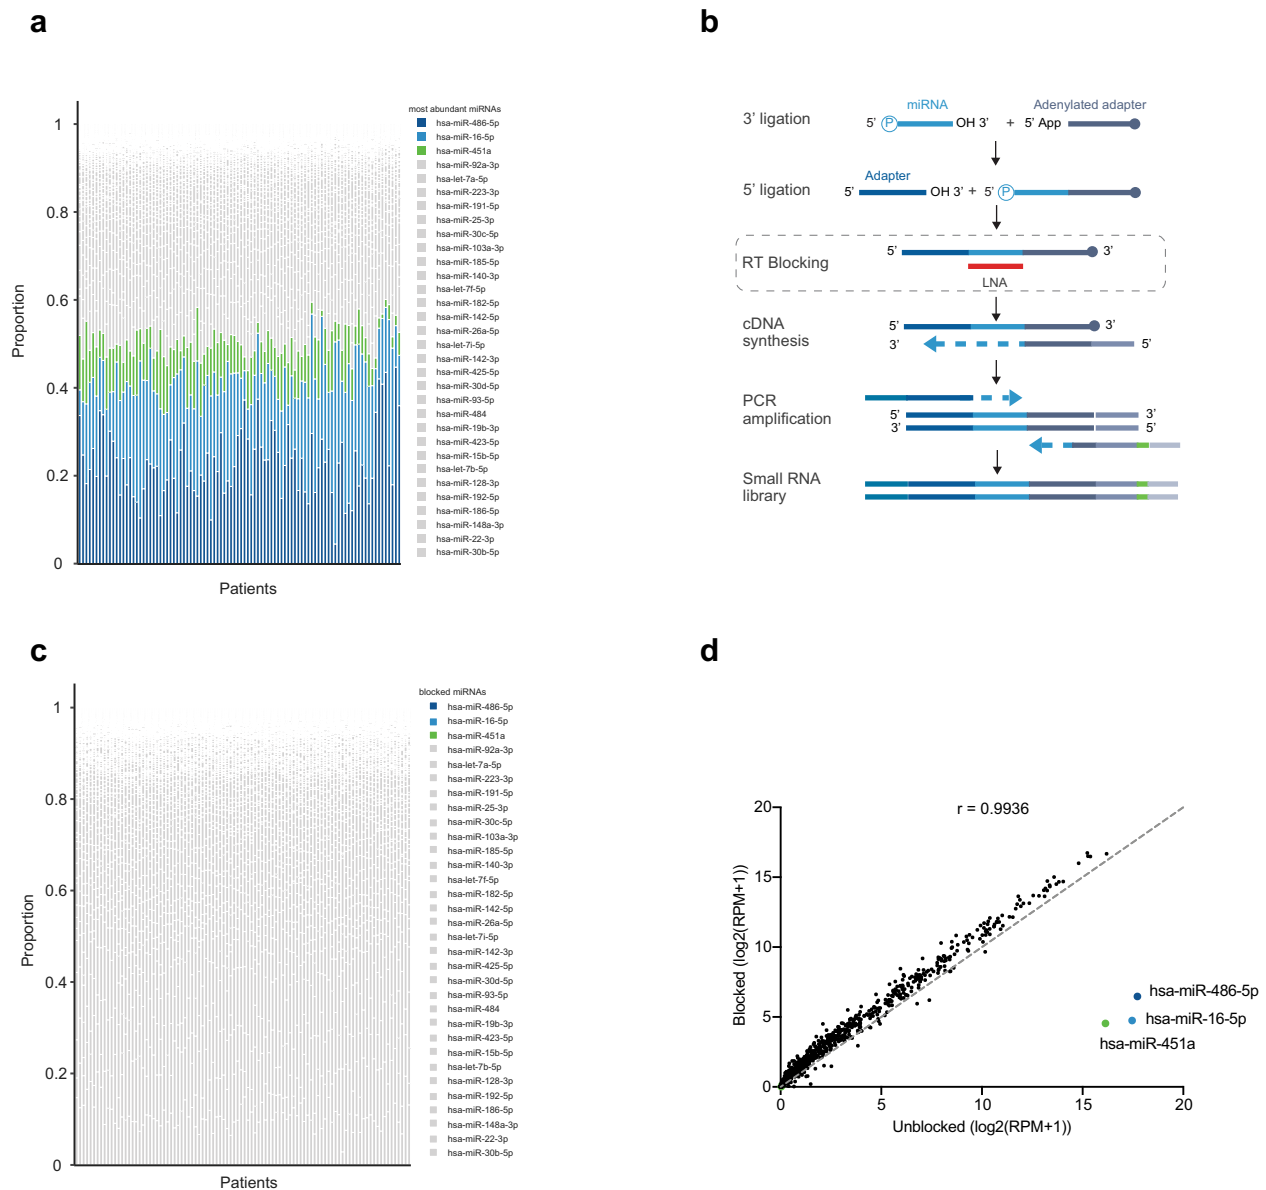 a
1
0.8
0.6
0.4
0.2
0
Proportion
Patients
most abundant miRNAs
hsa-miR-486-5p
hsa-miR-16-5p
hsa-miR-451a
hsa-miR-92a-3p
hsa-let-7a-5p
hsa-miR-223-3p
hsa-miR-191-5p
hsa-miR-25-3p
hsa-miR-30c-5p
hsa-miR-103a-3p
hsa-miR-185-5p
hsa-miR-140-3p
hsa-let-7f-5p
hsa-miR-182-5p
hsa-miR-142-5p
hsa-miR-26a-5p
hsa-let-7i-5p
hsa-miR-142-3p
hsa-miR-425-5p
hsa-miR-30d-5p
hsa-miR-93-5p
hsa-miR-484
hsa-miR-19b-3p
hsa-miR-423-5p
hsa-miR-15b-5p
hsa-let-7b-5p
hsa-miR-128-3p
hsa-miR-192-5p
hsa-miR-186-5p
hsa-miR-148a-3p
hsa-miR-22-3p
hsa-miR-30b-5p
b
miRNA Adenylated adapter
3’ ligation 5’ P OH 3’ + 5’ App
Adapter
5’ ligation 5’ OH 3’ + 5’ P
5’ 3’
RT Blocking
LNA
cDNA synthesis
5’ 3’
3’ 5’
PCR amplification
5’ 3’
3’ 5’
Small RNA library
c
1
0.8
0.6
0.4
0.2
0
Proportion
Patients
blocked miRNAs
hsa-miR-486-5p
hsa-miR-16-5p
hsa-miR-451a
hsa-miR-92a-3p
hsa-let-7a-5p
hsa-miR-223-3p
hsa-miR-191-5p
hsa-miR-25-3p
hsa-miR-30c-5p
hsa-miR-103a-3p
hsa-miR-185-5p
hsa-miR-140-3p
hsa-let-7f-5p
hsa-miR-182-5p
hsa-miR-142-5p
hsa-miR-26a-5p
hsa-let-7i-5p
hsa-miR-142-3p
hsa-miR-425-5p
hsa-miR-30d-5p
hsa-miR-93-5p
hsa-miR-484
hsa-miR-19b-3p
hsa-miR-423-5p
hsa-miR-15b-5p
hsa-let-7b-5p
hsa-miR-128-3p
hsa-miR-192-5p
hsa-miR-186-5p
hsa-miR-148a-3p
hsa-miR-22-3p
hsa-miR-30b-5p
d
r = 0.9936
20
15
10
5
0
Blocked (log2(RPM+1))
hsa-miR-486-5p
hsa-miR-16-5p
hsa-miR-451a
0 5 10 15 20
Unblocked (log2(RPM+1))